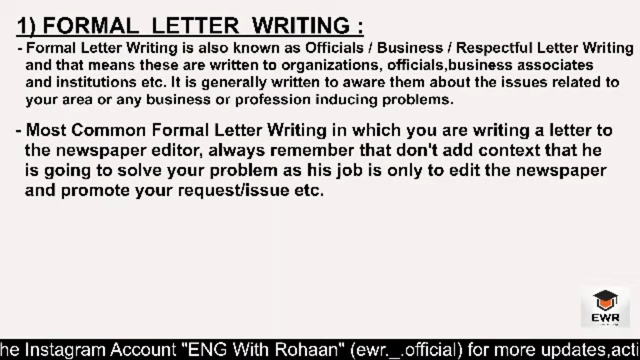 1) FORMAL LETTER WRITING :
- Formal Letter Writing is also known as Officials / Business / Respectful Letter Writing
and that means these are written to organizations, officials,business associates
and institutions etc. It is generally written to aware them about the issues related to
your area or any business or profession inducing problems.
- Most Common Formal Letter Writing in which you are writing a letter to
the newspaper editor, always remember that don't add context that he
is going to solve your problem as his job is only to edit the newspaper
and promote your request/issue etc.
EWR
he Instagram Account "ENG With Rohaan" (ewr._.official) for more updates,acti